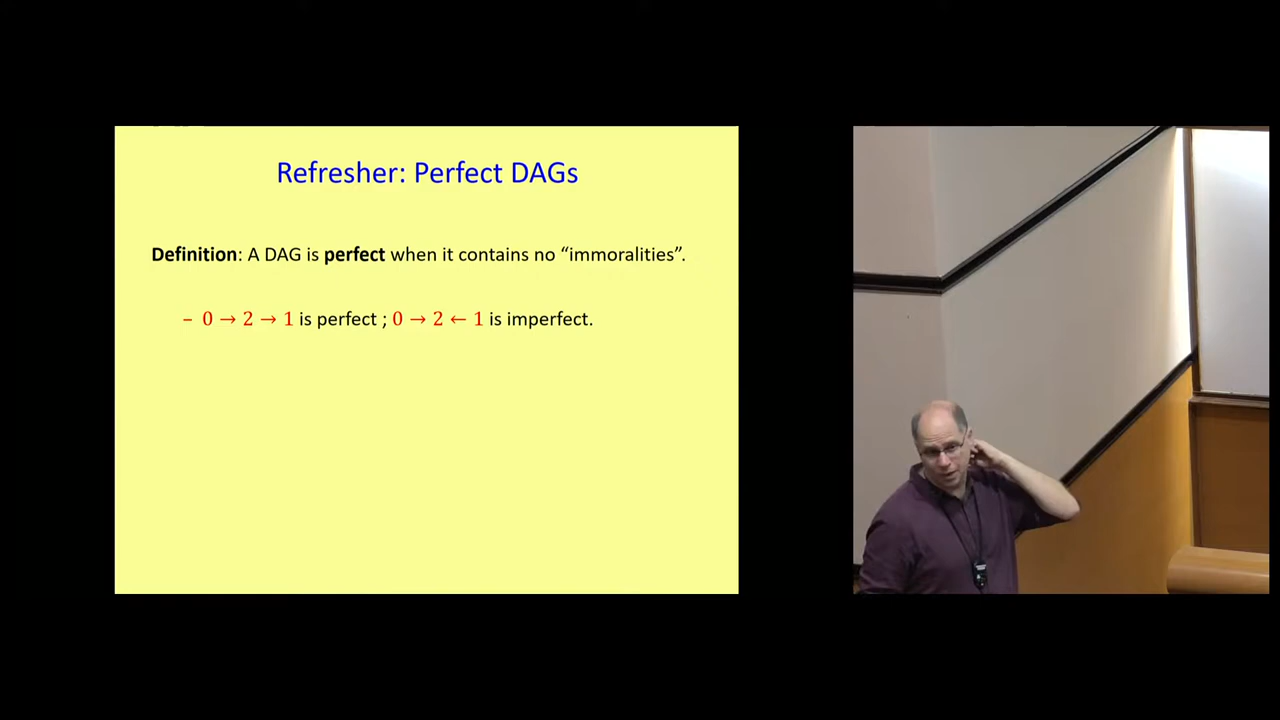 Refresher: Perfect DAGs
Definition: A DAG is perfect when it contains no “immoralities”.
– 0 → 2 → 1 is perfect ; 0 → 2 ← 1 is imperfect.